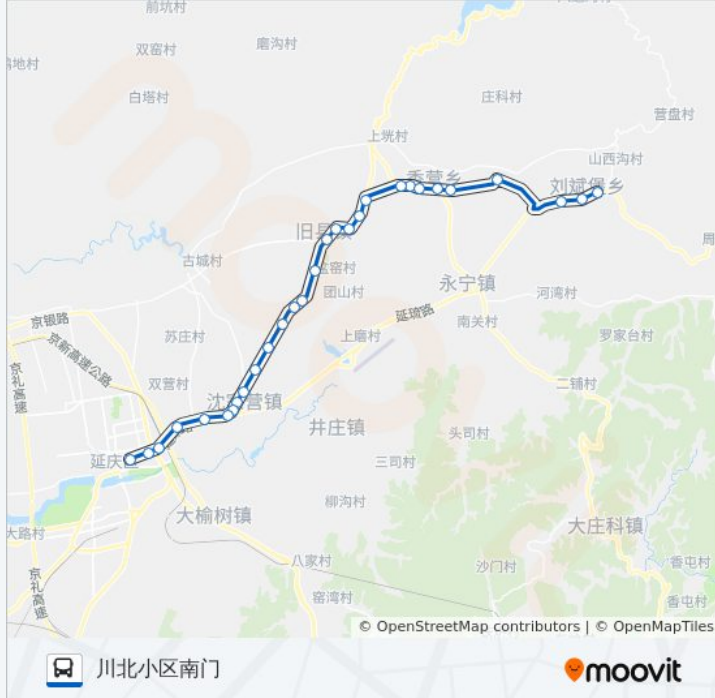 前坑村
双窑村
磨沟村
白塔村
庄科村
营盘村
上垙村
山西沟村
香营乡
刘斌堡乡
旧县镇
古城村
团山村
永宁镇
河湾村
京银路
延琉路
南关村
苏庄村
上磨村
罗家台村
京新高速公路
京礼高速
双营村
二铺村
沈家营镇
井庄镇
头司村
延庆区
三司村
柳沟村
大榆树镇
大庄科镇
大路村
八家村
沙门村
香屯村
京礼高速
窑湾村
香屯村
© OpenStreetMap contributors | © OpenMapTiles
川北小区南门
moovit